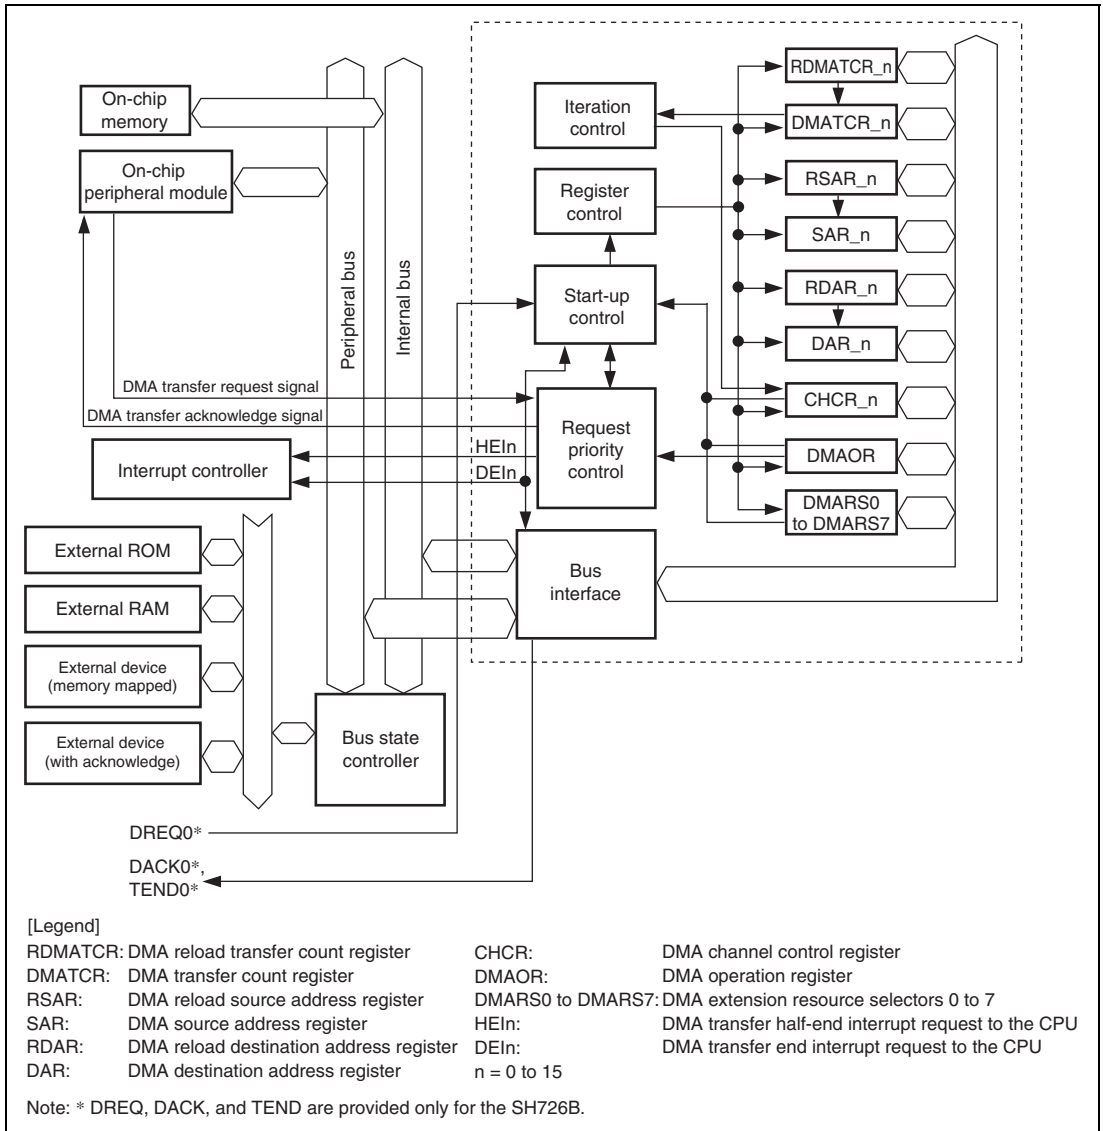 On-chip
memory
On-chip
peripheral module
Peripheral bus
Internal bus
DMA transfer request signal
DMA transfer acknowledge signal
Interrupt controller
HEIn
DEIn
External ROM
External RAM
External device
(memory mapped)
External device
(with acknowledge)
Bus state
controller
Iteration
control
Register
control
Start-up
control
Request
priority
control
Bus
interface
RDMATCR_n
DMATCR_n
RSAR_n
SAR_n
RDAR_n
DAR_n
CHCR_n
DMAOR
DMARS0
to DMARS7
DREQ0*
DACK0*,
TEND0*
[Legend]
RDMATCR: DMA reload transfer count register
DMATCR: DMA transfer count register
RSAR: DMA reload source address register
SAR: DMA source address register
RDAR: DMA reload destination address register
DAR: DMA destination address register
CHCR: DMA channel control register
DMAOR: DMA operation register
DMARS0 to DMARS7: DMA extension resource selectors 0 to 7
HEIn: DMA transfer half-end interrupt request to the CPU
DEIn: DMA transfer end interrupt request to the CPU
n = 0 to 15
Note: * DREQ, DACK, and TEND are provided only for the SH726B.